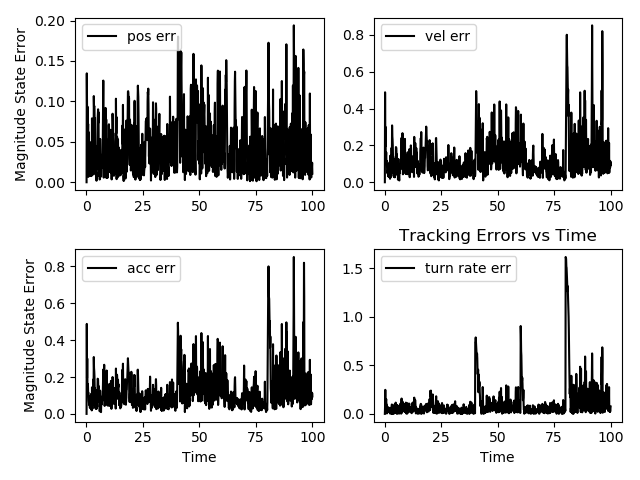 0.20
0.15
0.10
0.05
0.00
Magnitude State Error
pos err
0 25 50 75 100
0.8
0.6
0.4
0.2
0.0
vel err
0 25 50 75 100
0.8
0.6
0.4
0.2
0.0
Magnitude State Error
acc err
0 25 50 75 100
Time
Tracking Errors vs Time
1.5
1.0
0.5
0.0
turn rate err
0 25 50 75 100
Time